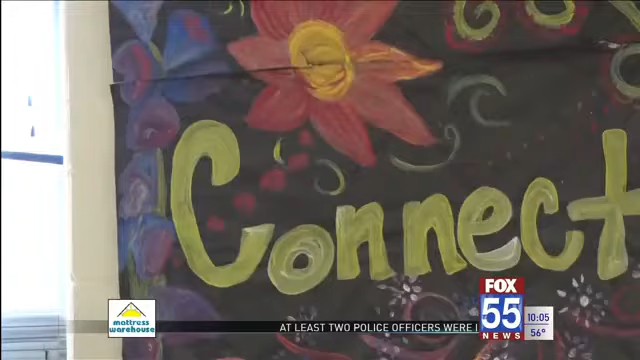 Connect
mattress
warehouse
AT LEAST TWO POLICE OFFICERS WERE
FOX
55
NEWS
10:05
56°